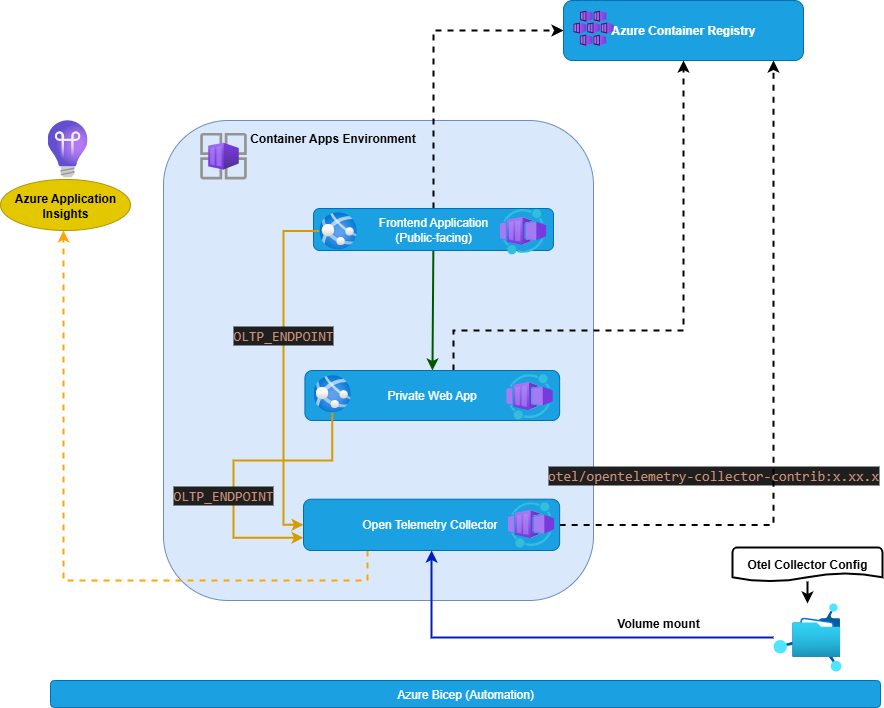 Azure Container Registry
Container Apps Environment
Azure Application
Insights
Frontend Application
(Public-facing)
OLTP_ENDPOINT
Private Web App
otel/opentelemetry-collector-contrib:x.xx.x
OLTP_ENDPOINT
Open Telemetry Collector
Otel Collector Config
Volume mount
Azure Bicep (Automation)